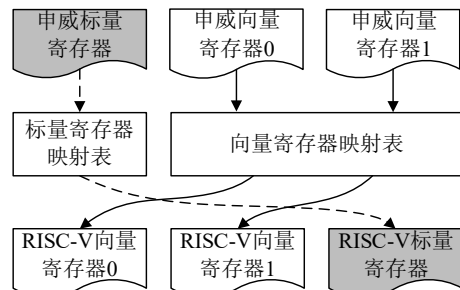 申威标量
寄存器
申威向量
寄存器0
申威向量
寄存器1
标量寄存器
映射表
向量寄存器映射表
RISC-V向量
寄存器0
RISC-V向量
寄存器1
RISC-V标量
寄存器